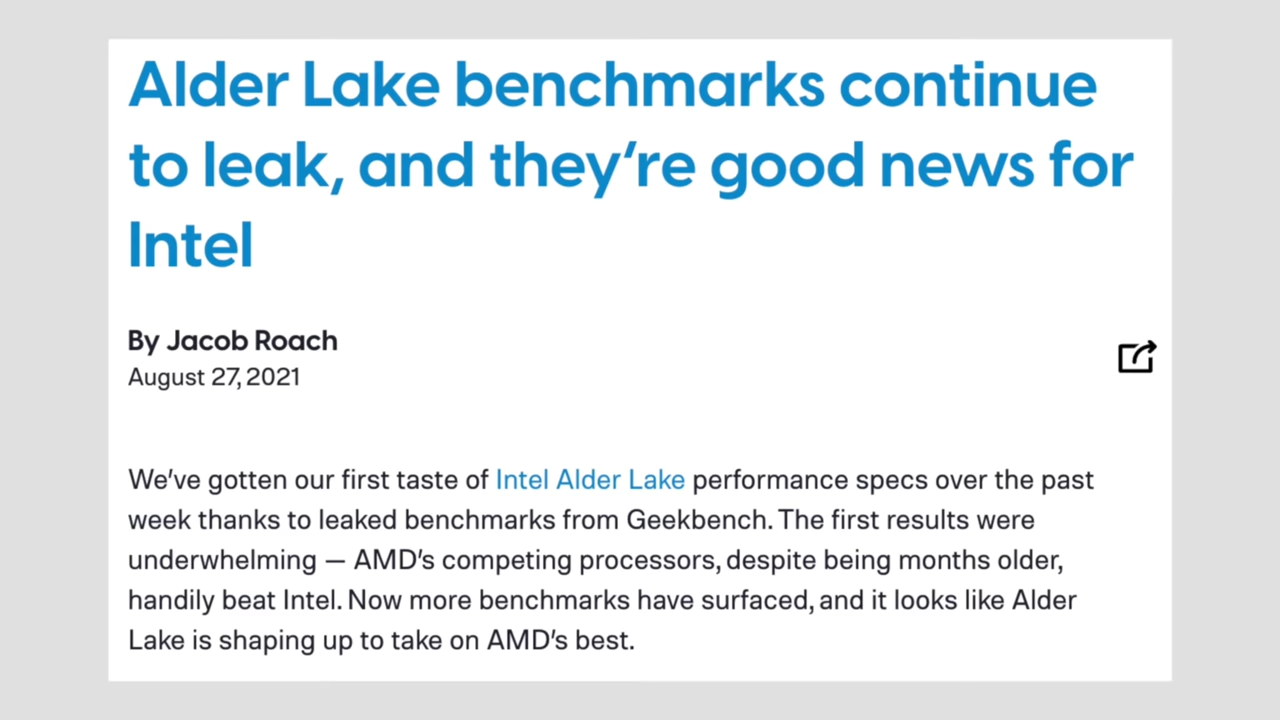 Alder Lake benchmarks continue
to leak, and they’re good news for
Intel
By Jacob Roach
August 27, 2021
We’ve gotten our first taste of Intel Alder Lake performance specs over the past
week thanks to leaked benchmarks from Geekbench. The first results were
underwhelming — AMD’s competing processors, despite being months older,
handily beat Intel. Now more benchmarks have surfaced, and it looks like Alder
Lake is shaping up to take on AMD’s best.